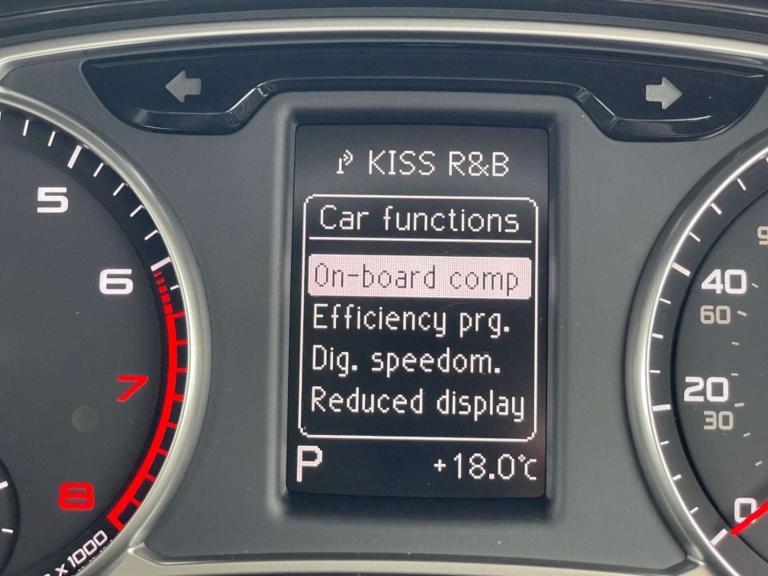 KISS R&B
Car functions
On-board comp
Efficiency prg.
Dig. speedom.
Reduced display
P
+18.0°C
5
6
7
8
x 1000
40
60
20
30
0